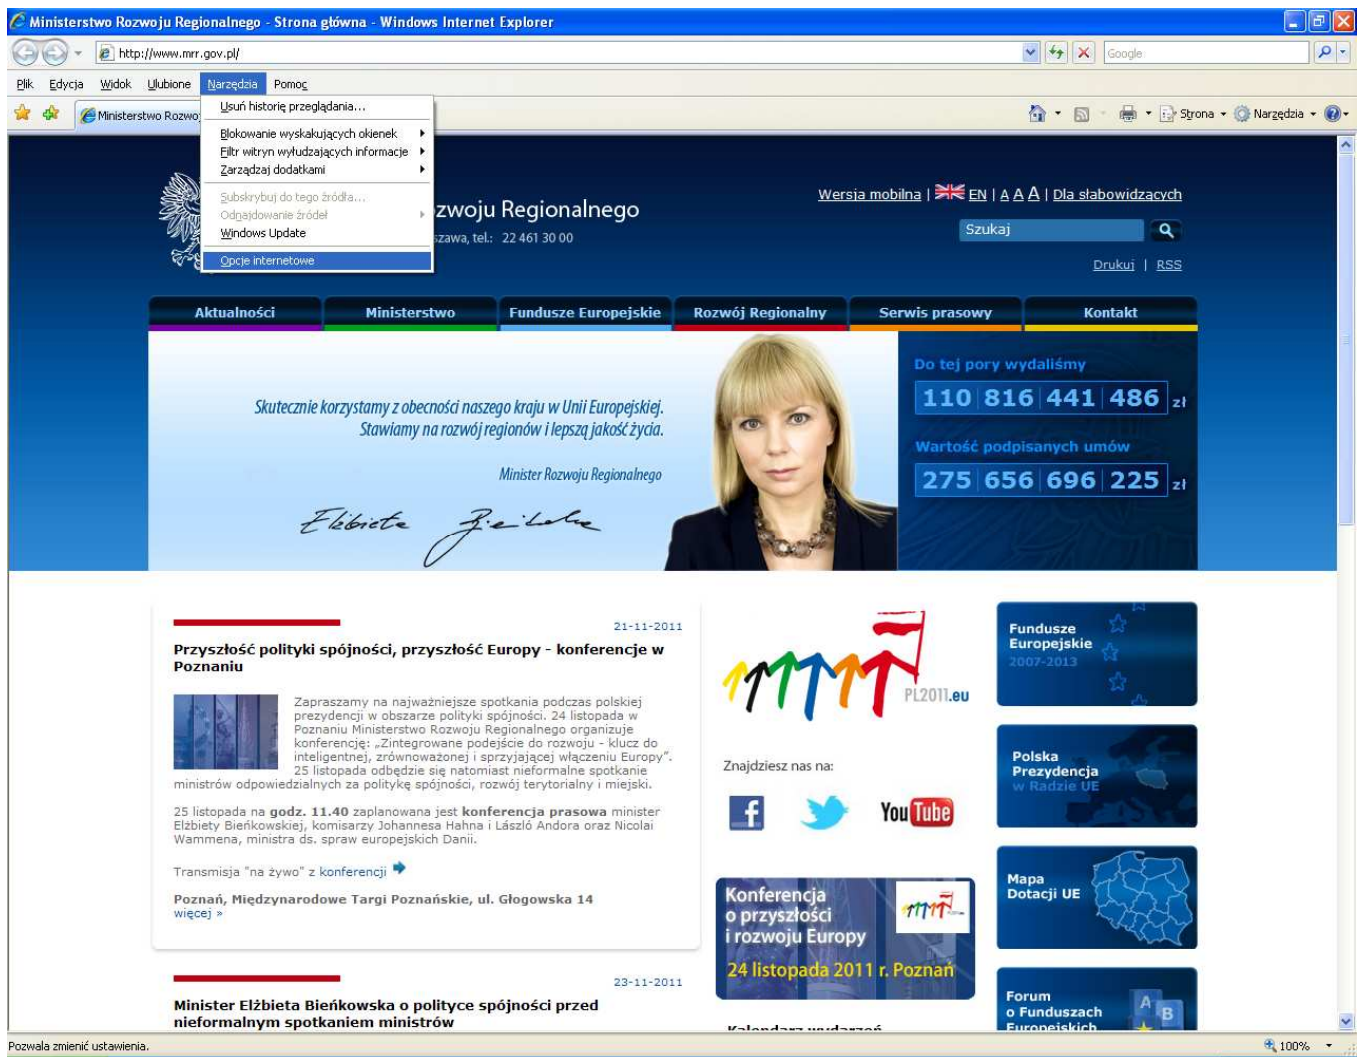 Ministerstwo Rozwoju Regionalnego - Strona główna - Windows Internet Explorer
http://www.mrr.gov.pl/
Google
Plik Edycja Widok Ulubione Narzędzia Pomoc
Ministerstwo Rozwo
Strona Narzędzia
Usuń historię przeglądania...
Blokowanie wyskakujących okienek
Filtr witryn wyłudzających informacje
Zarządzaj dodatkami
Subskrybuj do tego źródła...
Odnajdowanie źródeł
Windows Update
Opcje internetowe
zwoju Regionalnego
szawa, tel.: 22 461 30 00
Wersja mobilna | EN | A A A | Dla słabowidzących
Szukaj
Drukuj | RSS
Aktualności Ministerstwo Fundusze Europejskie Rozwój Regionalny Serwis prasowy Kontakt
Skutecznie korzystamy z obecności naszego kraju w Unii Europejskiej.
Stawiamy na rozwój regionów i lepszą jakość życia.
Minister Rozwoju Regionalnego
Elżbieta Bieńkowska
Do tej pory wydaliśmy
110 816 441 486 zł
Wartość podpisanych umów
275 656 696 225 zł
21-11-2011
Przyszłość polityki spójności, przyszłość Europy - konferencje w
Poznaniu
Zapraszamy na najważniejsze spotkania podczas polskiej
prezydencji w obszarze polityki spójności. 24 listopada w
Poznaniu Ministerstwo Rozwoju Regionalnego organizuje
konferencję: „Zintegrowane podejście do rozwoju - klucz do
inteligentnej, zrównoważonej i sprzyjającej włączeniu Europy”.
25 listopada odbędzie się natomiast nieformalne spotkanie
ministrów odpowiedzialnych za politykę spójności, rozwój terytorialny i miejski.
25 listopada na godz. 11.40 zaplanowana jest konferencja prasowa minister
Elżbiety Bieńkowskiej, komisarzy Johannesa Hahna i László Andora oraz Nicolai
Wammena, ministra ds. spraw europejskich Danii.
Transmisja "na żywo" z konferencji
Poznań, Międzynarodowe Targi Poznańskie, ul. Głogowska 14
więcej »
23-11-2011
Minister Elżbieta Bieńkowska o polityce spójności przed
nieformalnym spotkaniem ministrów
PL2011.eu
Znajdziesz nas na:
f
YouTube
Konferencja
o przyszłości
i rozwoju Europy
24 listopada 2011 r. Poznań
Kalendarz wydarzeń
Fundusze
Europejskie
2007-2013
Polska
Prezydencja
w Radzie UE
Mapa
Dotacji UE
Forum
o Funduszach
Europejskich
A B
Pozwala zmienić ustawienia.
100%